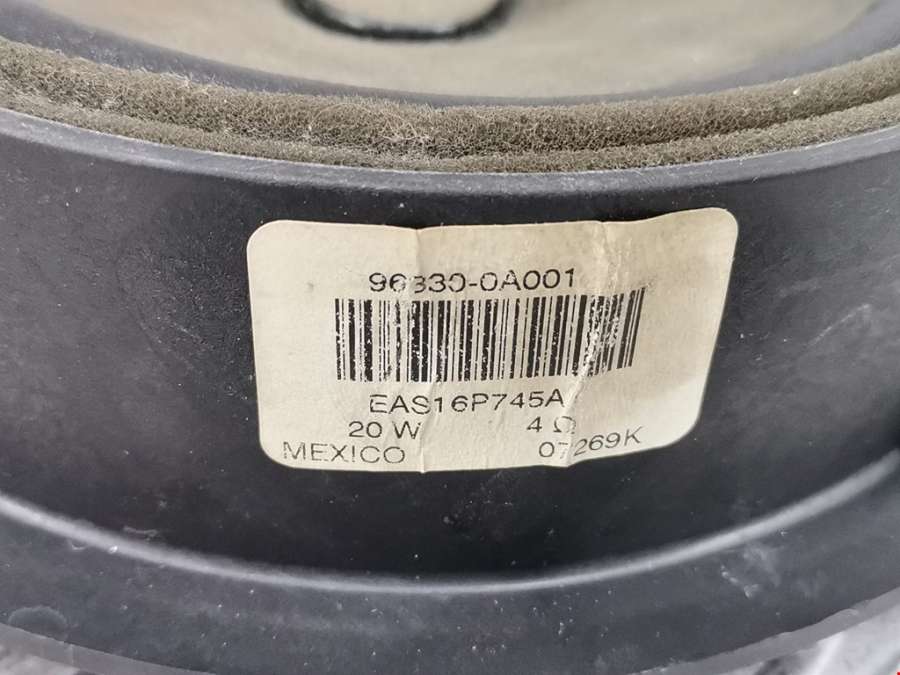 96330-0A001
EAS16P745A
20 W 4 Ω
MEXICO 07269K